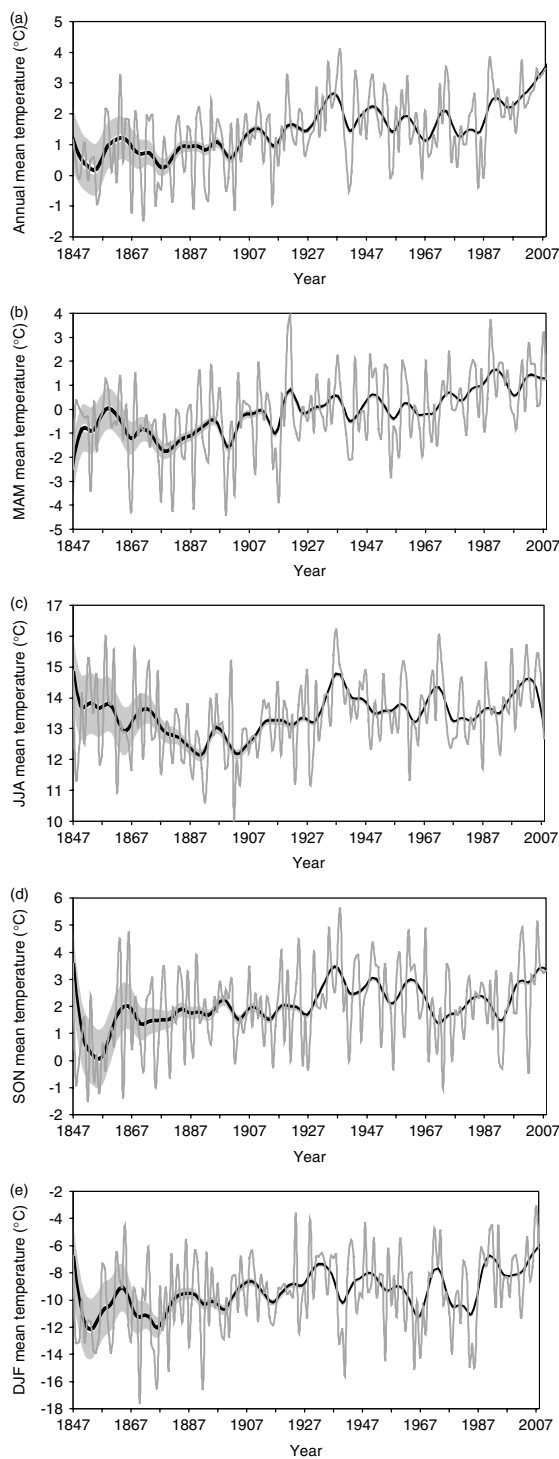 (a)
Annual mean temperature (°C)
5
4
3
2
1
0
-1
-2
1847 1867 1887 1907 1927 1947 1967 1987 2007
Year
(b)
MAM mean temperature (°C)
4
3
2
1
0
-1
-2
-3
-4
-5
1847 1867 1887 1907 1927 1947 1967 1987 2007
Year
(c)
JJA mean temperature (°C)
17
16
15
14
13
12
11
10
1847 1867 1887 1907 1927 1947 1967 1987 2007
Year
(d)
SON mean temperature (°C)
6
5
4
3
2
1
0
-1
-2
1847 1867 1887 1907 1927 1947 1967 1987 2007
Year
(e)
DJF mean temperature (°C)
-2
-4
-6
-8
-10
-12
-14
-16
-18
1847 1867 1887 1907 1927 1947 1967 1987 2007
Year